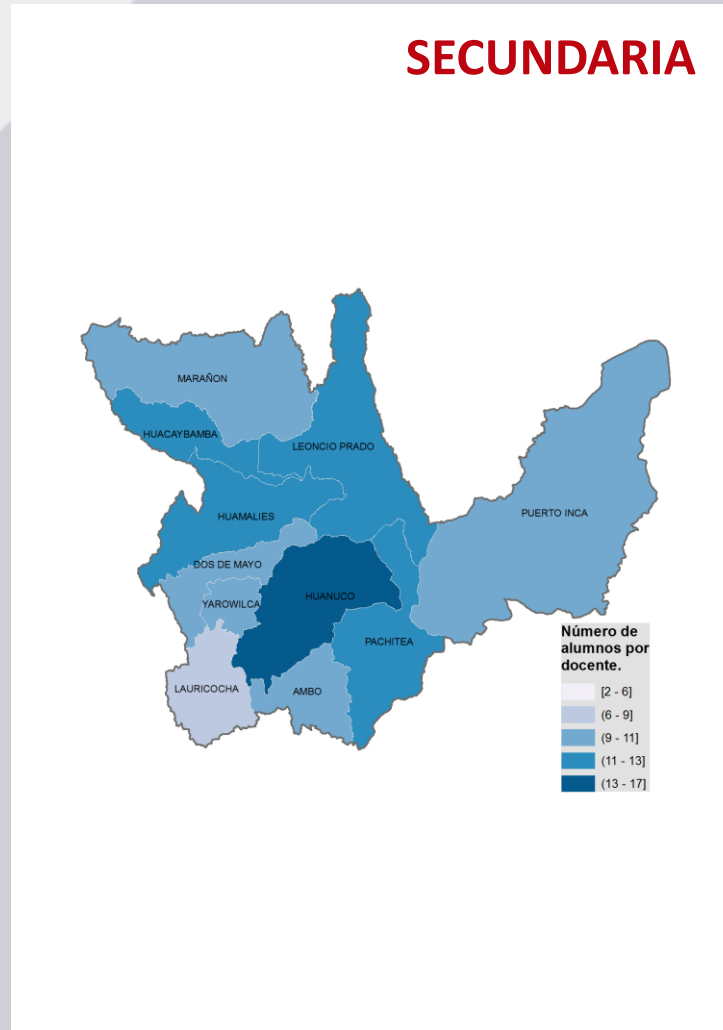 SECUNDARIA
MARAÑON
HUACAYBAMBA
LEONCIO PRADO
HUAMALIES
PUERTO INCA
DOS DE MAYO
YAROWILCA
HUANUCO
PACHITEA
LAURICOCHA
AMBO
Número de
alumnos por
docente.
[2 - 6]
(6 - 9]
(9 - 11]
(11 - 13]
(13 - 17]